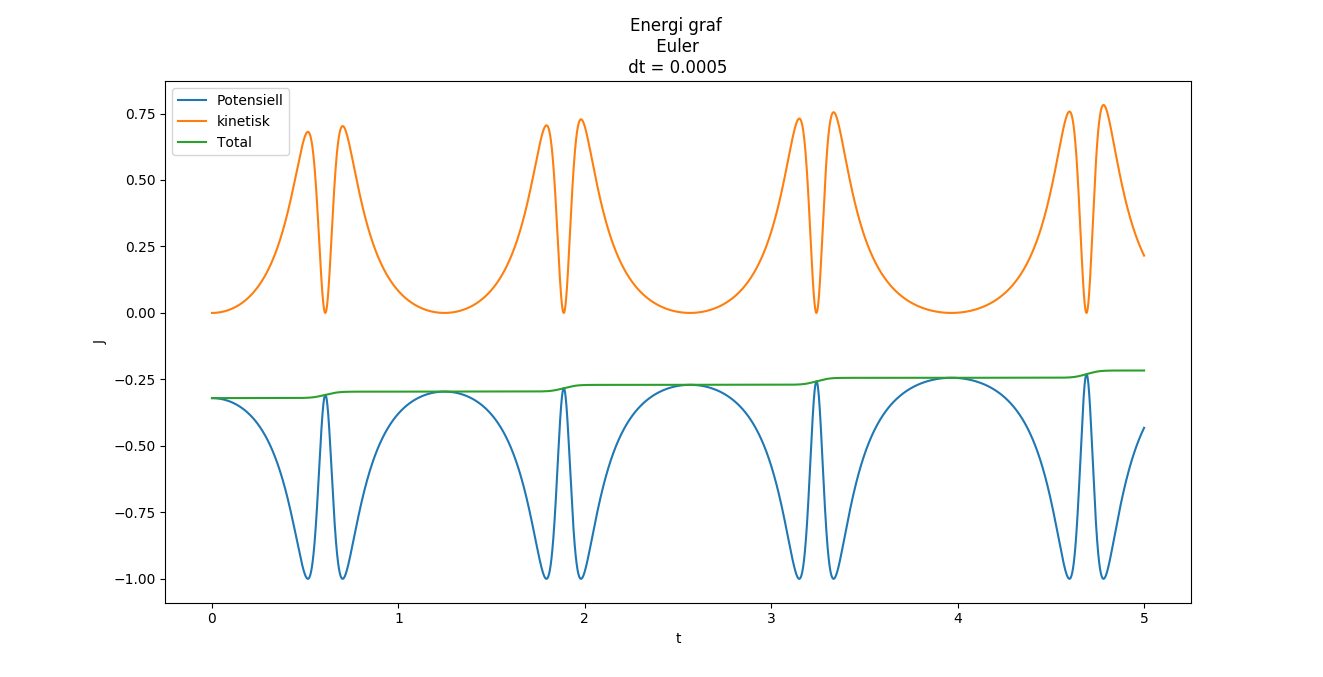 Energi graf
Euler
dt = 0.0005
Potensiell
kinetisk
Total
0.75
0.50
0.25
0.00
−0.25
−0.50
−0.75
−1.00
J
0 1 2 3 4 5
t